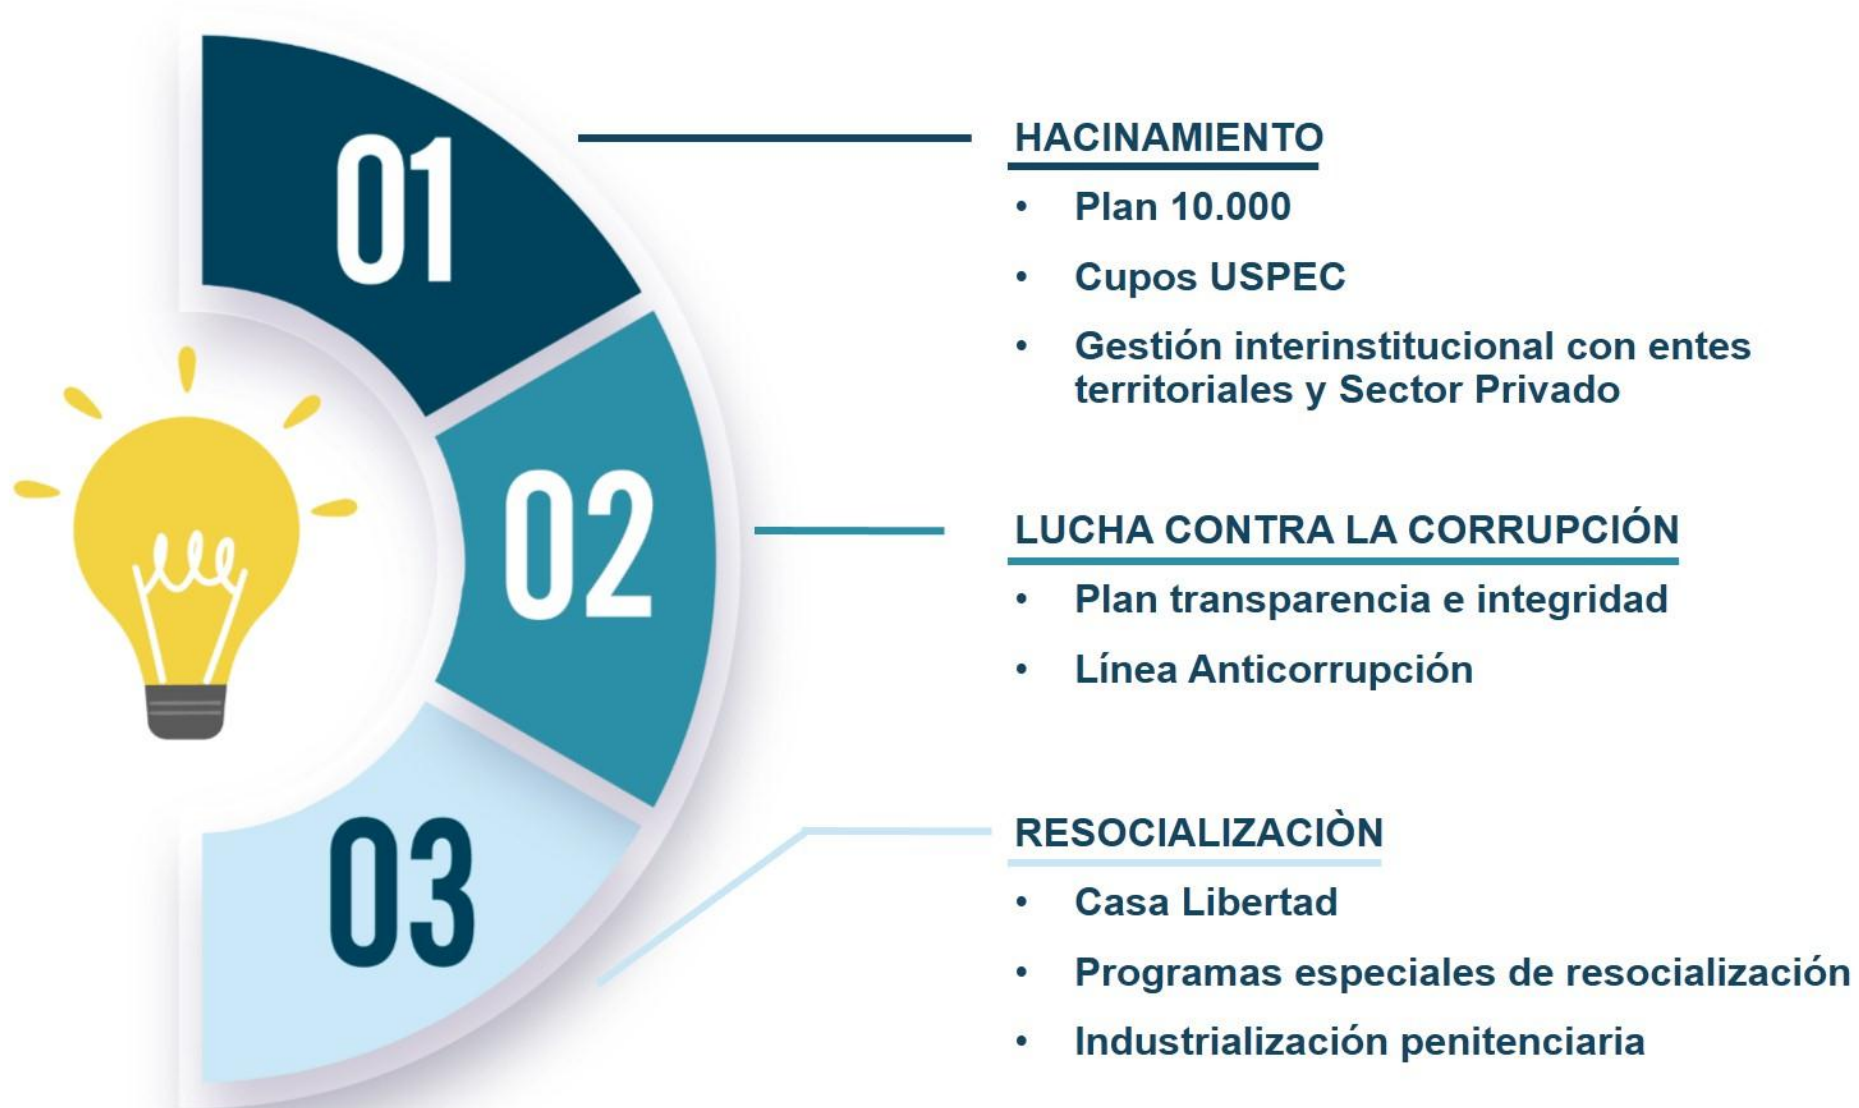 01
HACINAMIENTO
• Plan 10.000
• Cupos USPEC
• Gestión interinstitucional con entes
territoriales y Sector Privado
02
LUCHA CONTRA LA CORRUPCIÓN
• Plan transparencia e integridad
• Línea Anticorrupción
03
RESOCIALIZACIÒN
• Casa Libertad
• Programas especiales de resocialización
• Industrialización penitenciaria